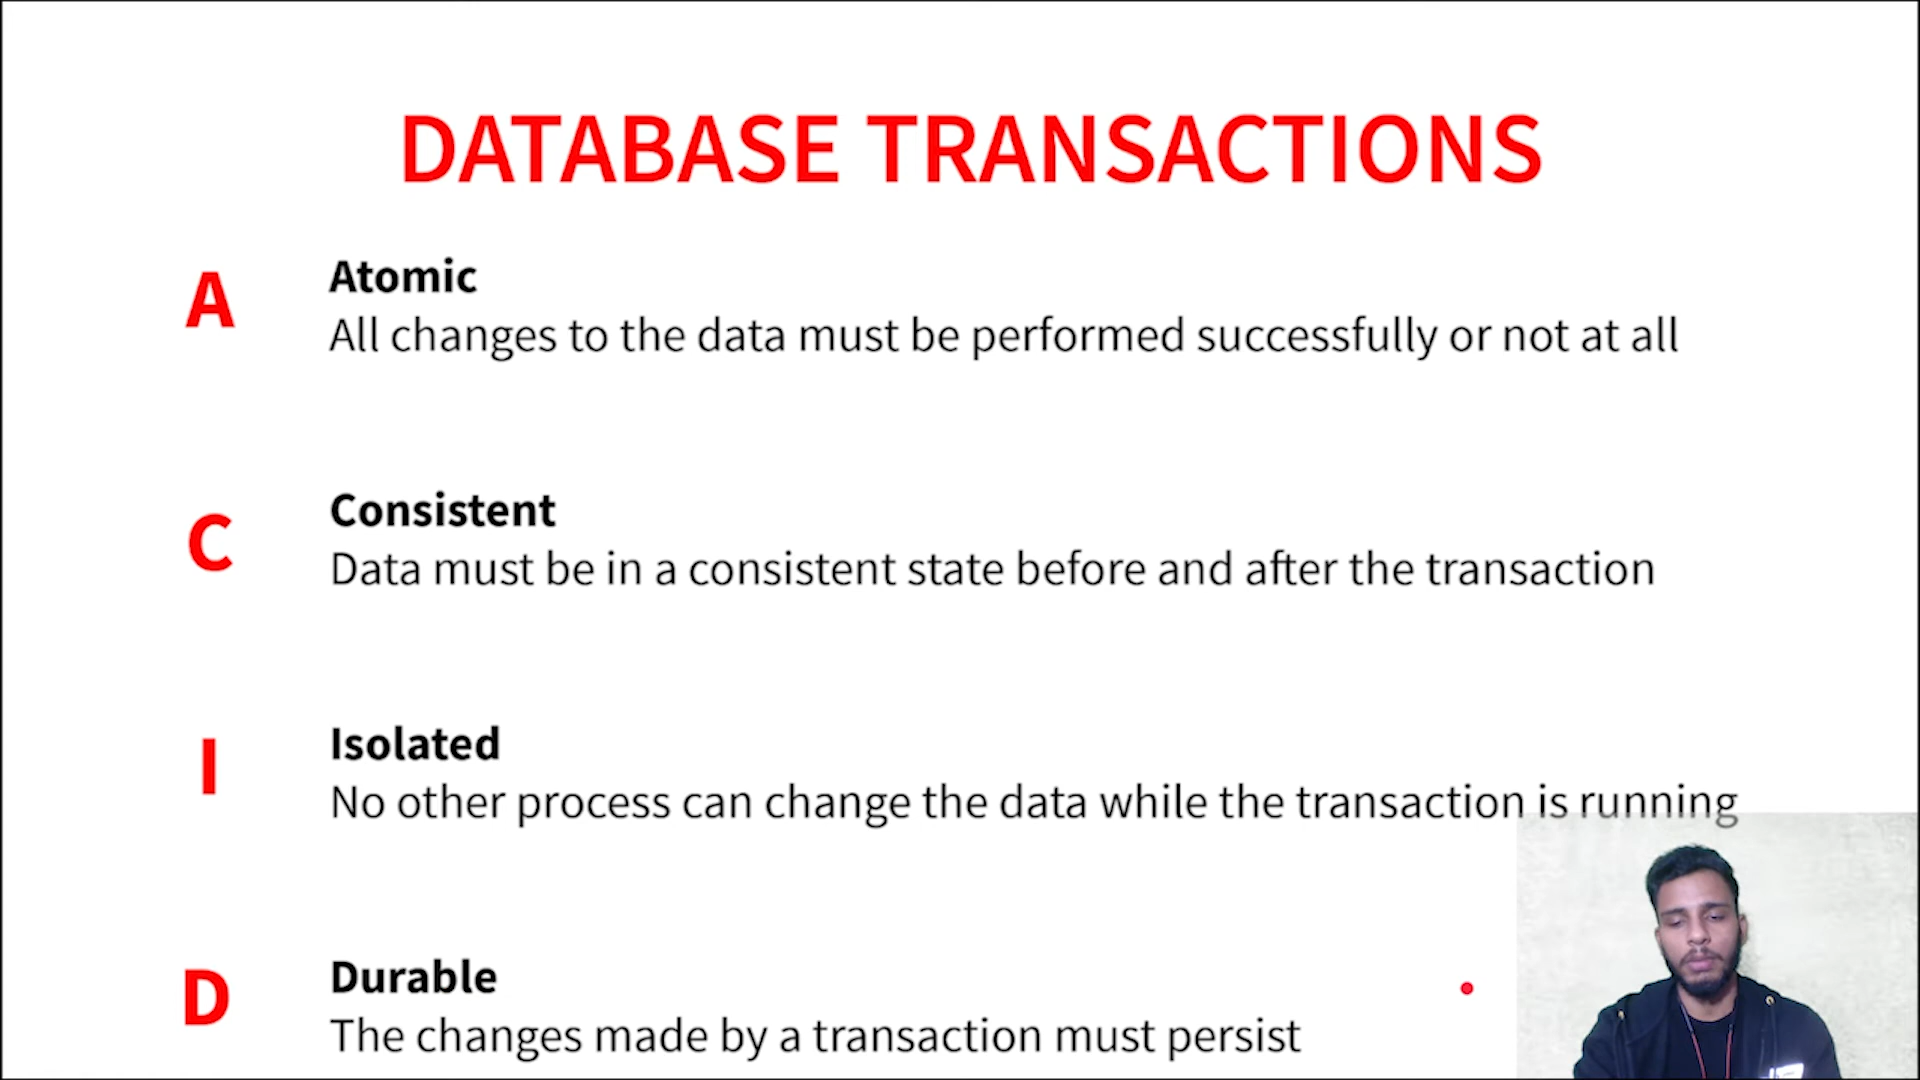 DATABASE TRANSACTIONS
A
Atomic
All changes to the data must be performed successfully or not at all
C
Consistent
Data must be in a consistent state before and after the transaction
I
Isolated
No other process can change the data while the transaction is running
D
Durable
The changes made by a transaction must persist